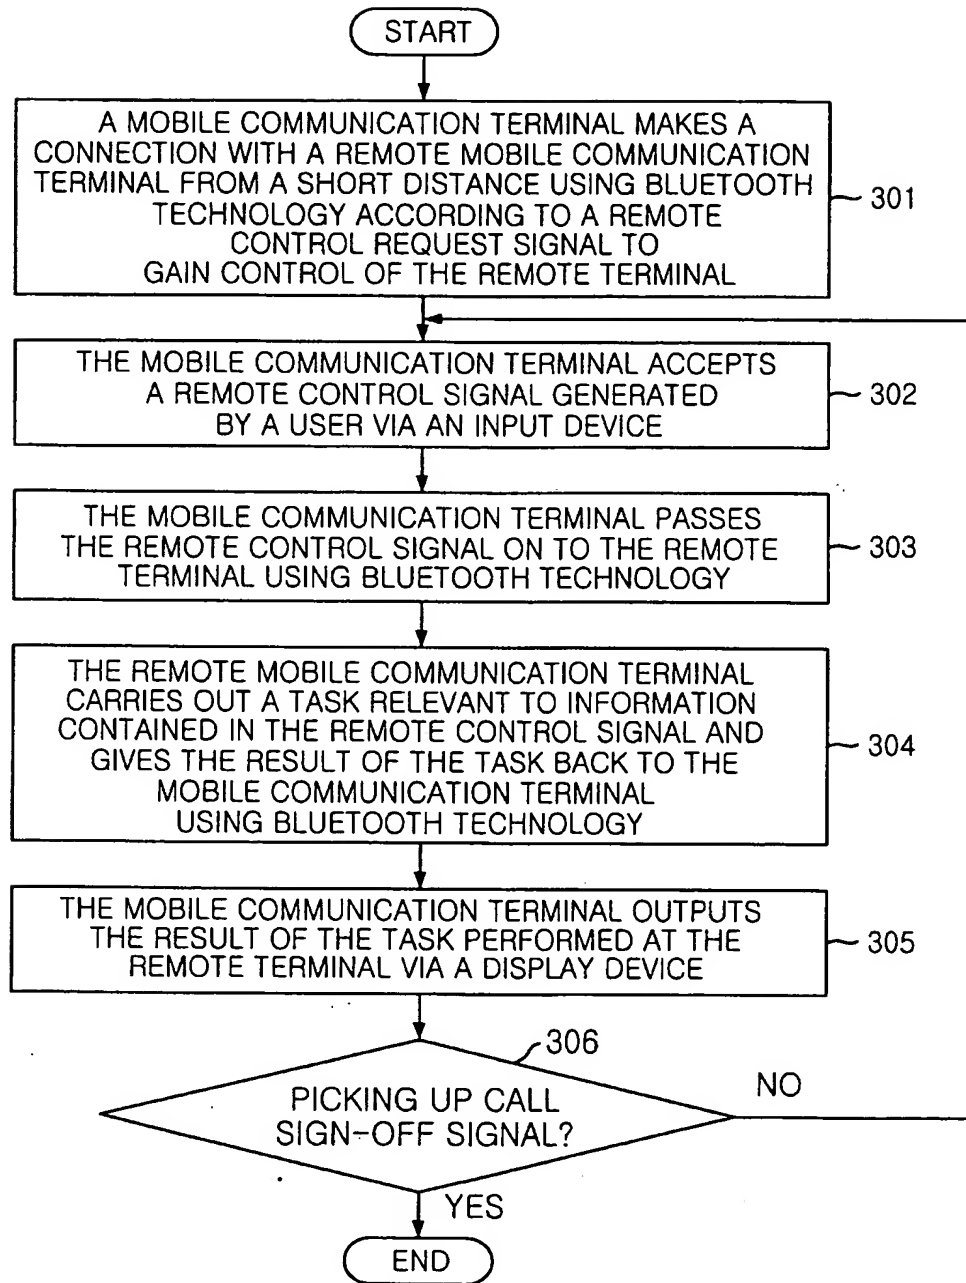 START
A MOBILE COMMUNICATION TERMINAL MAKES A
CONNECTION WITH A REMOTE MOBILE COMMUNICATION
TERMINAL FROM A SHORT DISTANCE USING BLUETOOTH
TECHNOLOGY ACCORDING TO A REMOTE
CONTROL REQUEST SIGNAL TO
GAIN CONTROL OF THE REMOTE TERMINAL
301
THE MOBILE COMMUNICATION TERMINAL ACCEPTS
A REMOTE CONTROL SIGNAL GENERATED
BY A USER VIA AN INPUT DEVICE
302
THE MOBILE COMMUNICATION TERMINAL PASSES
THE REMOTE CONTROL SIGNAL ON TO THE REMOTE
TERMINAL USING BLUETOOTH TECHNOLOGY
303
THE REMOTE MOBILE COMMUNICATION TERMINAL
CARRIES OUT A TASK RELEVANT TO INFORMATION
CONTAINED IN THE REMOTE CONTROL SIGNAL AND
GIVES THE RESULT OF THE TASK BACK TO THE
MOBILE COMMUNICATION TERMINAL
USING BLUETOOTH TECHNOLOGY
304
THE MOBILE COMMUNICATION TERMINAL OUTPUTS
THE RESULT OF THE TASK PERFORMED AT THE
REMOTE TERMINAL VIA A DISPLAY DEVICE
305
306
PICKING UP CALL
SIGN-OFF SIGNAL?
NO
YES
END